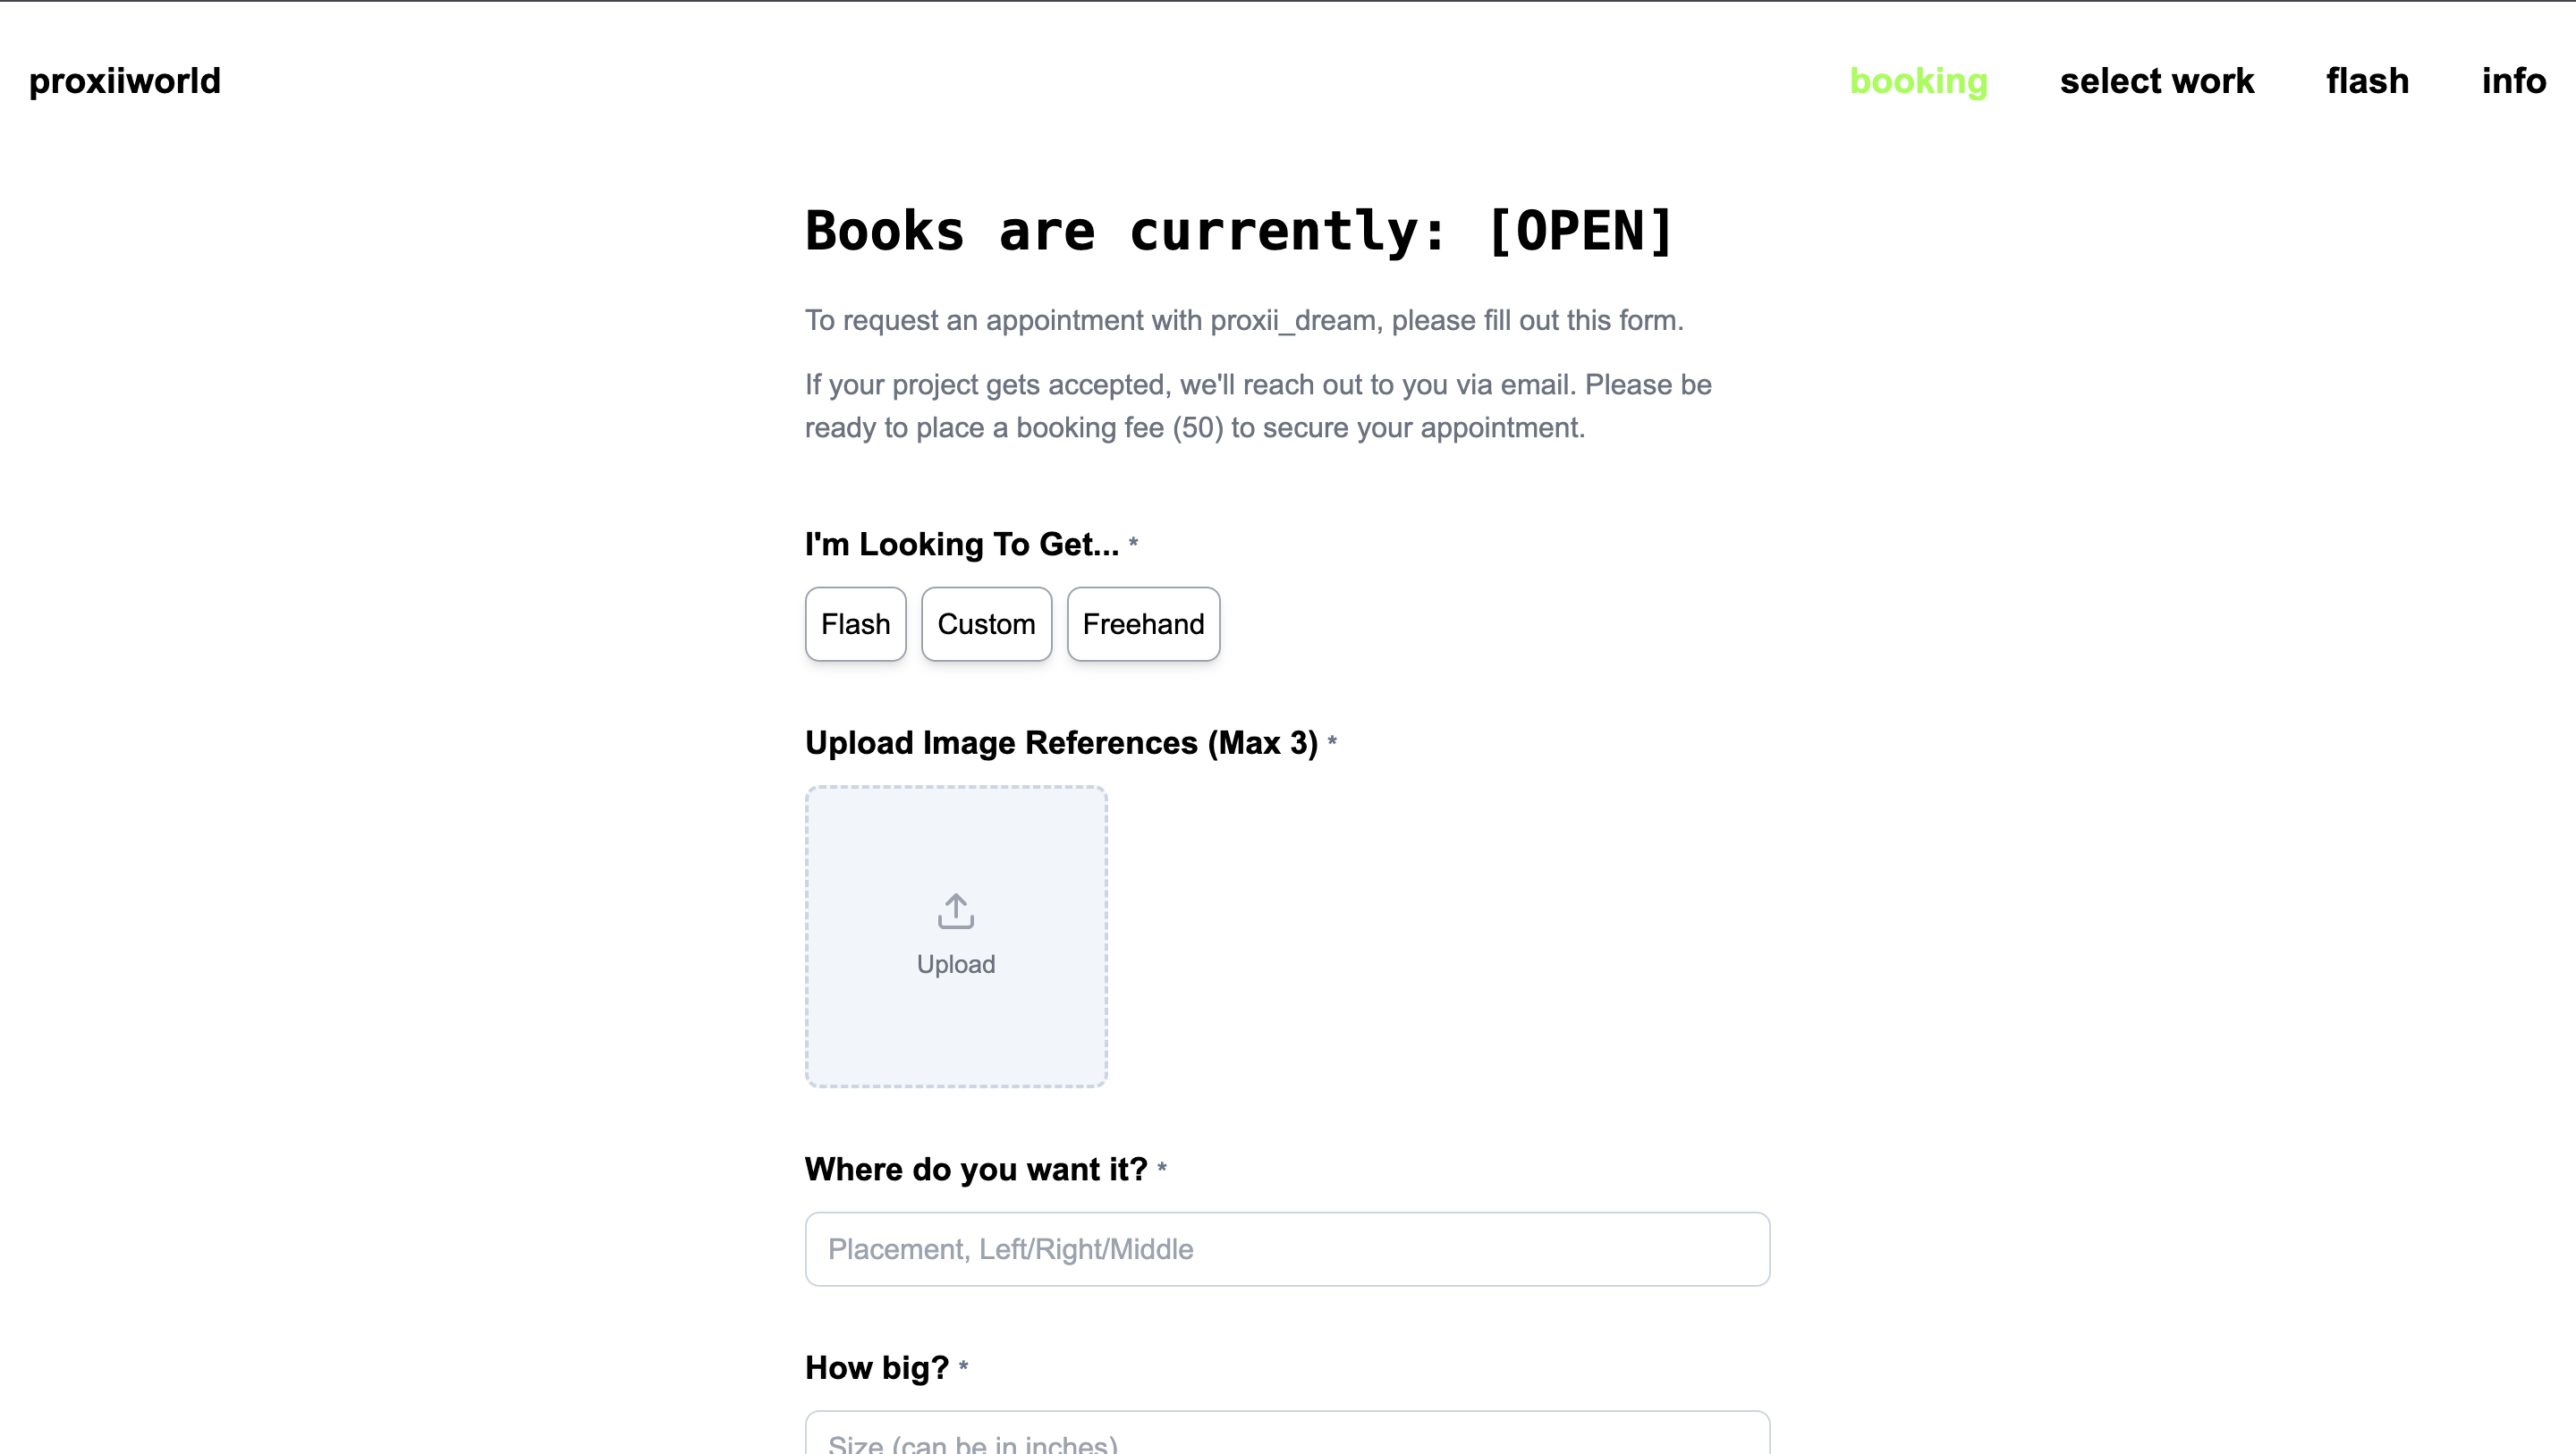 proxiiworld
booking
select work
flash
info
Books are currently: [OPEN]
To request an appointment with proxii_dream, please fill out this form.
If your project gets accepted, we'll reach out to you via email. Please be
ready to place a booking fee (50) to secure your appointment.
I'm Looking To Get... *
Flash
Custom
Freehand
Upload Image References (Max 3) *
Upload
Where do you want it? *
Placement, Left/Right/Middle
How big? *
Size (can be in inches)